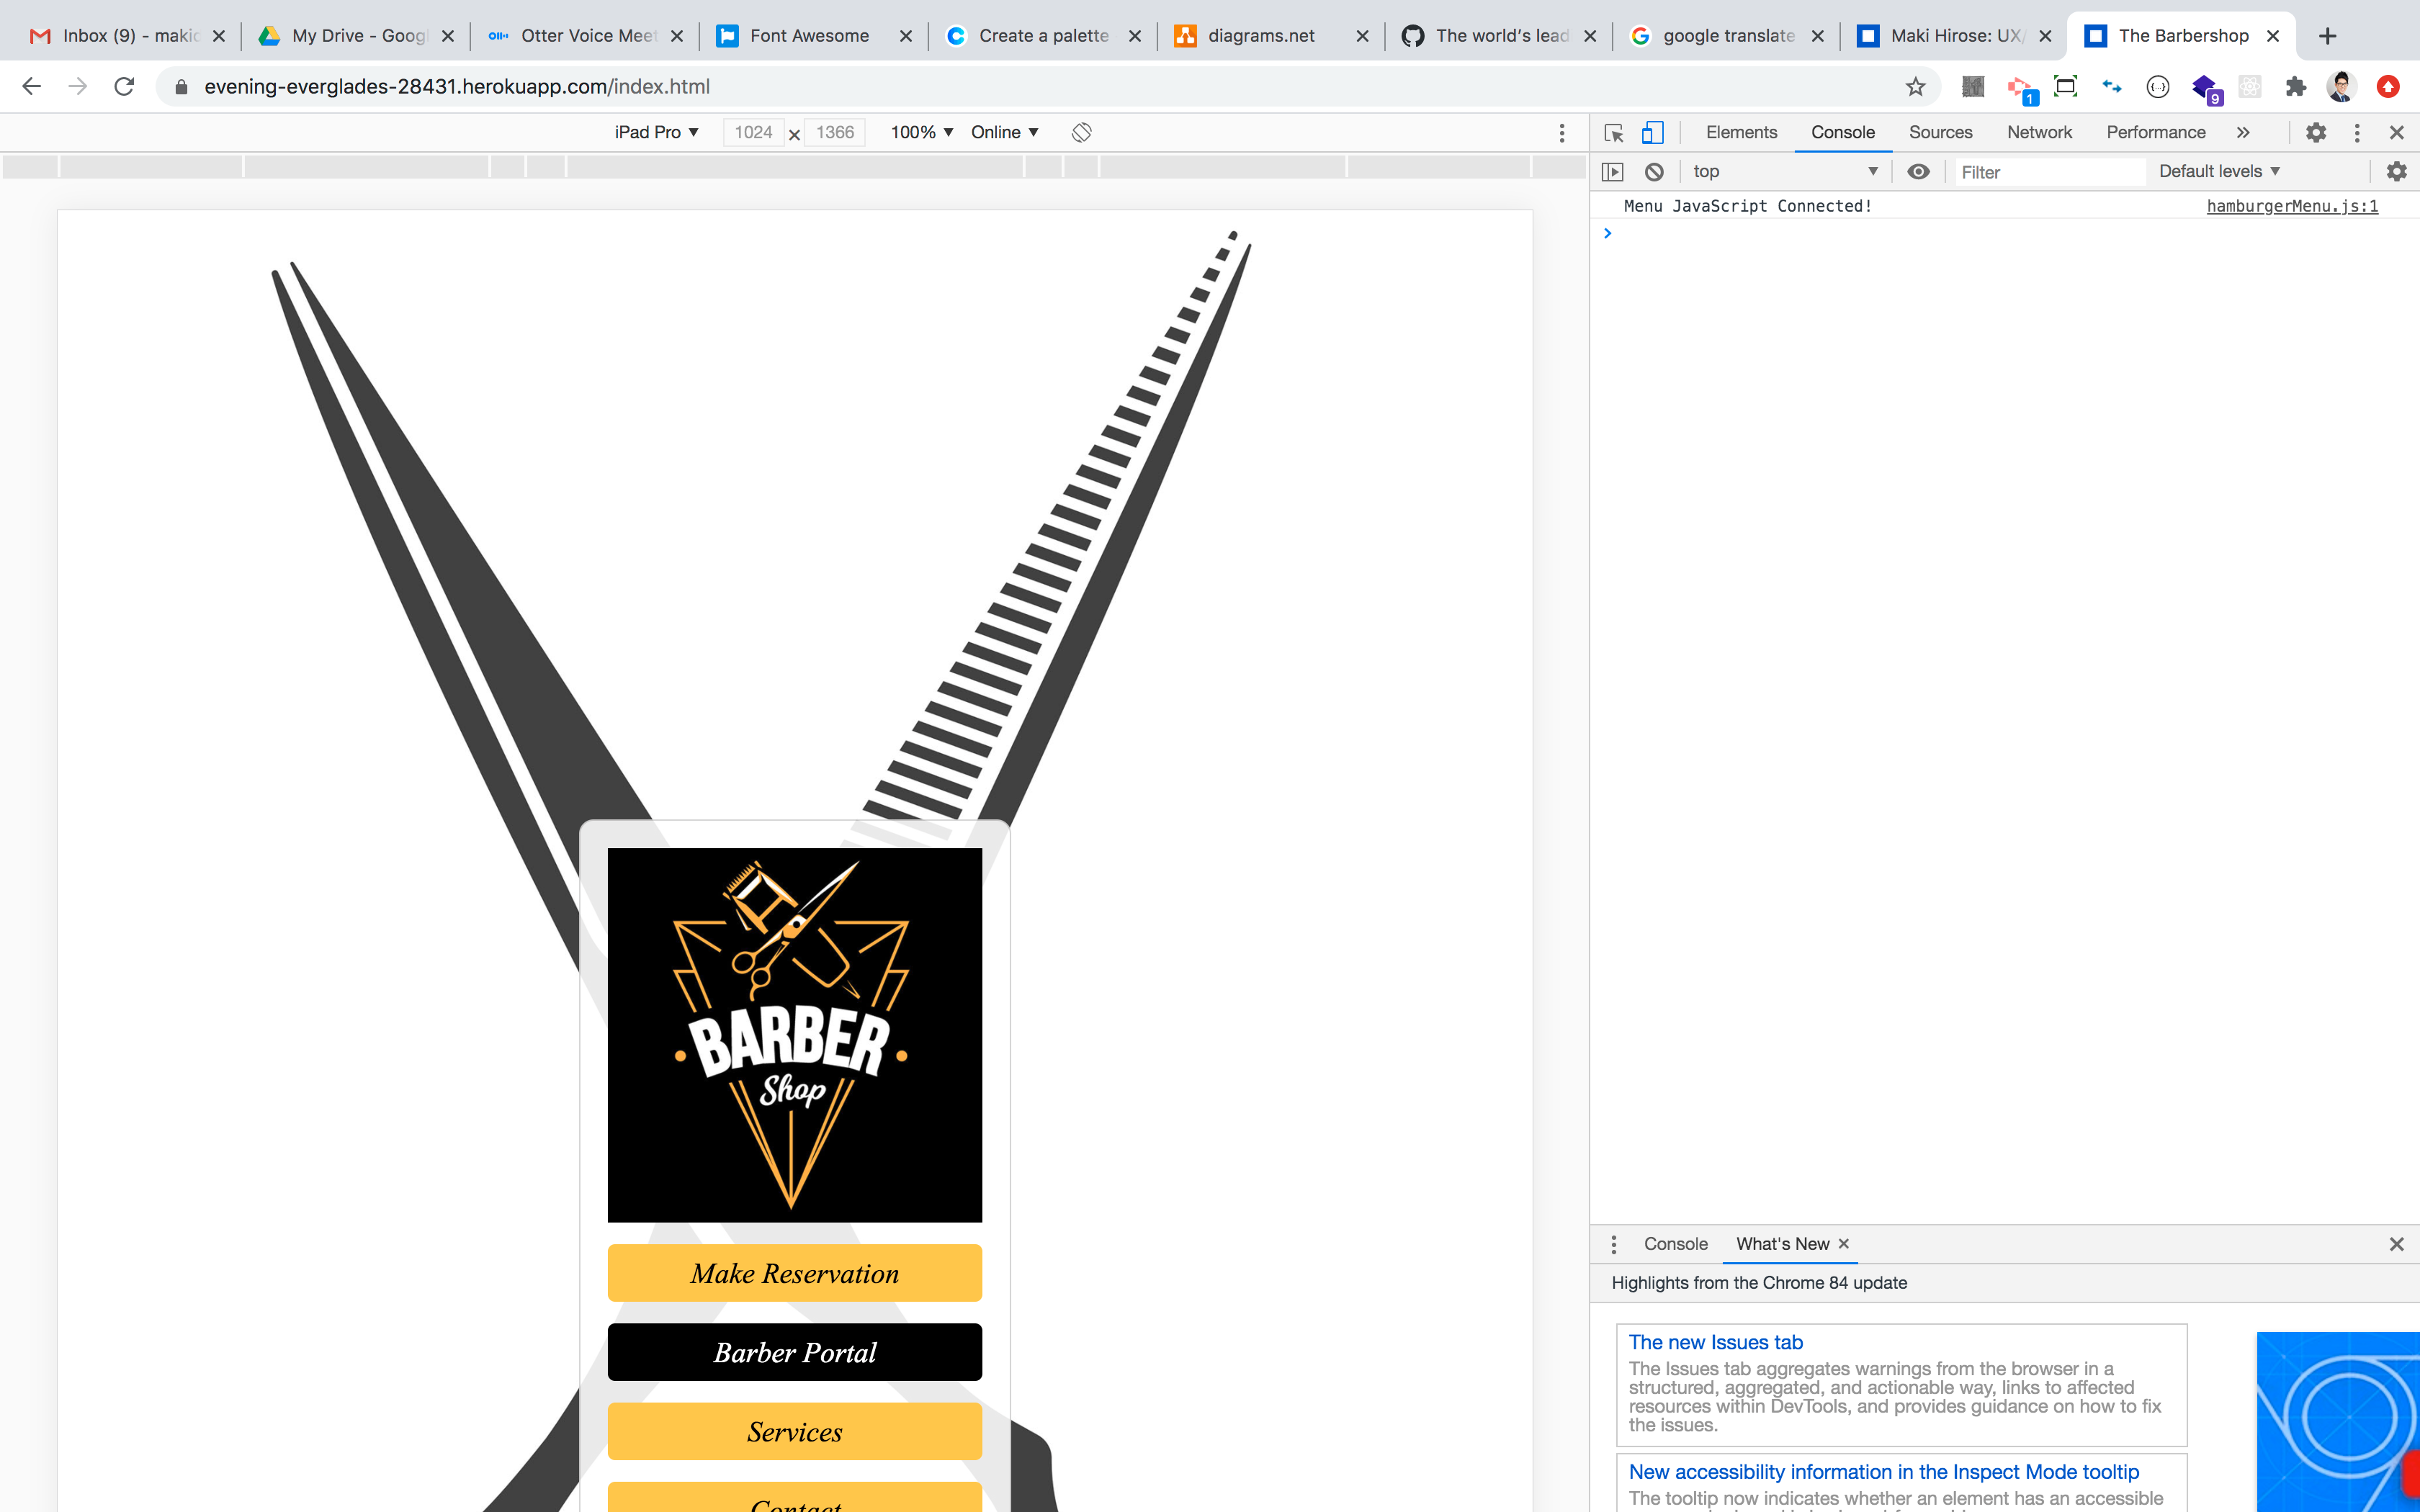 Inbox (9) - makic
My Drive - Googl
Otter Voice Meet
Font Awesome
Create a palette
diagrams.net
The world's lead
google translate
Maki Hirose: UX/
The Barbershop
evening-everglades-28431.herokuapp.com/index.html
1
9
iPad Pro ▼ 1024 × 1366 100% ▼ Online ▼
Elements Console Sources Network Performance »
top ▼ Filter Default levels ▼
Menu JavaScript Connected! hamburgerMenu.js:1
>
BARBER
Shop
Make Reservation
Barber Portal
Services
Contact
Console What's New ×
Highlights from the Chrome 84 update
The new Issues tab
The Issues tab aggregates warnings from the browser in a
structured, aggregated, and actionable way, links to affected
resources within DevTools, and provides guidance on how to fix
the issues.
New accessibility information in the Inspect Mode tooltip
The tooltip now indicates whether an element has an accessible